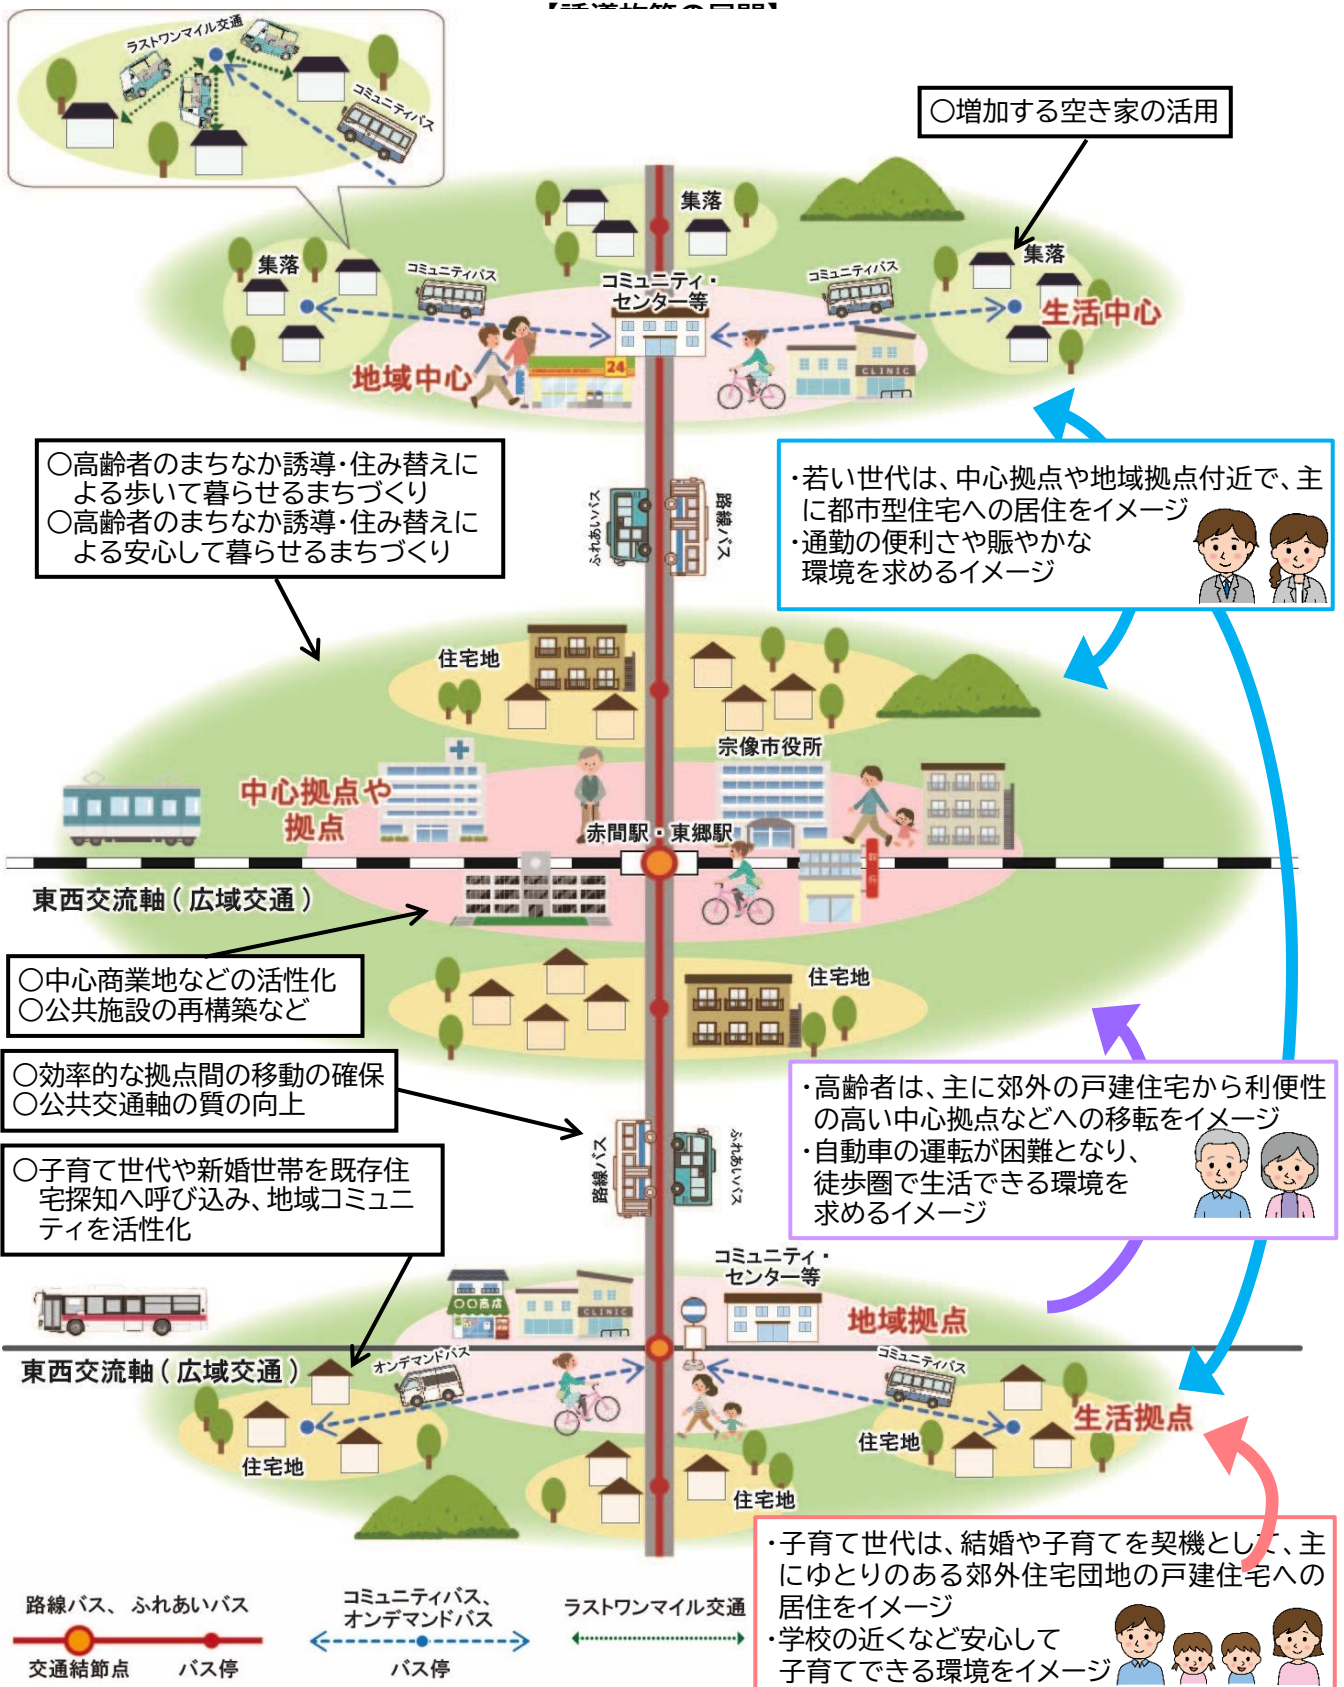 【誘導施策の展開】
ラストワンマイル交通
コミュニティバス
○増加する空き家の活用
集落
集落
コミュニティバス
コミュニティ・
センター等
コミュニティバス
集落
生活中心
地域中心
24
CLINIC
○高齢者のまちなか誘導・住み替えに
よる歩いて暮らせるまちづくり
○高齢者のまちなか誘導・住み替えに
よる安心して暮らせるまちづくり
ふれあいバス
路線バス
・若い世代は、中心拠点や地域拠点付近で、主
に都市型住宅への居住をイメージ
・通勤の便利さや賑やかな
環境を求めるイメージ
住宅地
宗像市役所
中心拠点や
拠点
赤間駅・東郷駅
銀行
東西交流軸(広域交通)
○中心商業地などの活性化
○公共施設の再構築など
住宅地
○効率的な拠点間の移動の確保
○公共交通軸の質の向上
路線バス
ふれあいバス
・高齢者は、主に郊外の戸建住宅から利便性
の高い中心拠点などへの移転をイメージ
・自動車の運転が困難となり、
徒歩圏で生活できる環境を
求めるイメージ
○子育て世代や新婚世帯を既存住
宅探知へ呼び込み、地域コミュニ
ティを活性化
コミュニティ・
センター等
○○商店
CLINIC
地域拠点
東西交流軸(広域交通)
オンデマンドバス
コミュニティバス
生活拠点
住宅地
住宅地
住宅地
・子育て世代は、結婚や子育てを契機として、主
にゆとりのある郊外住宅団地の戸建住宅への
居住をイメージ
・学校の近くなど安心して
子育てできる環境をイメージ
路線バス、ふれあいバス
交通結節点
バス停
コミュニティバス、
オンデマンドバス
バス停
ラストワンマイル交通